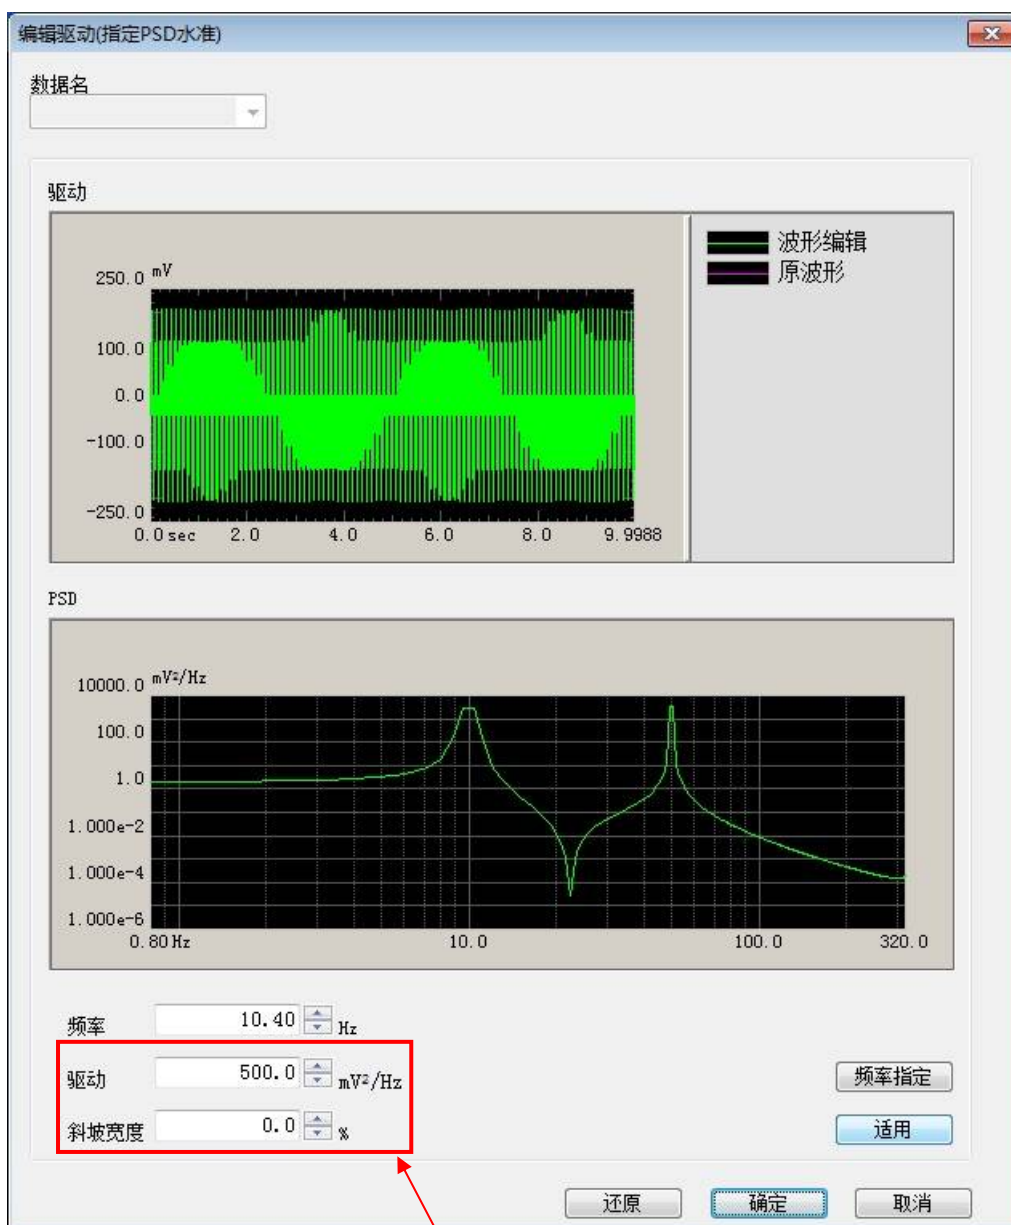 编辑驱动(指定PSD水准)
数据名
驱动
波形编辑
原波形
250.0 mV
100.0
0.0
-100.0
-250.0
0.0 sec 2.0 4.0 6.0 8.0 9.9988
PSD
10000.0 mV²/Hz
100.0
1.0
1.000e-2
1.000e-4
1.000e-6
0.80 Hz 10.0 100.0 320.0
频率 10.40 Hz
驱动 500.0 mV²/Hz 频率指定
斜坡宽度 0.0 % 适用
还原 确定 取消